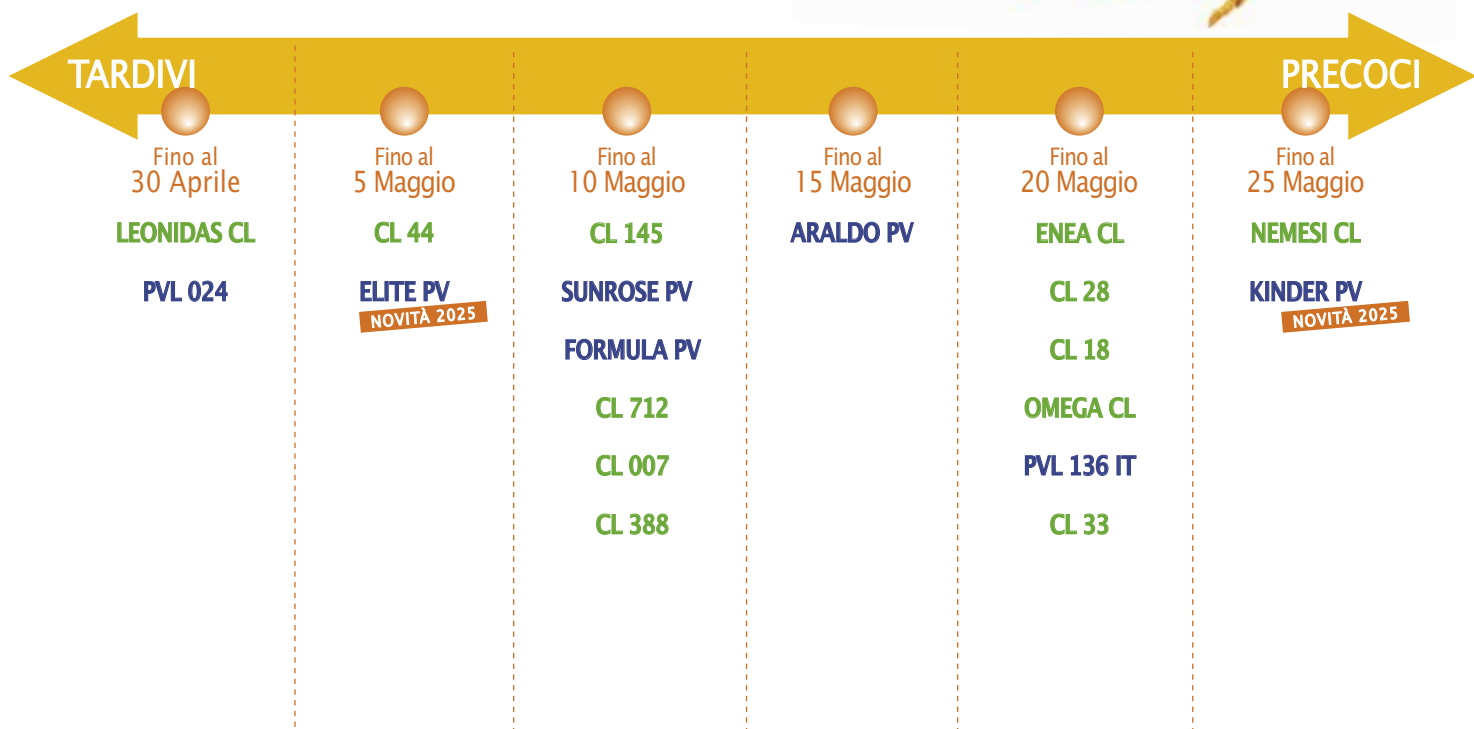 TARDIVI
PRECOCI
Fino al
30 Aprile
LEONIDAS CL
PVL 024
Fino al
5 Maggio
CL 44
ELITE PV
NOVITÀ 2025
Fino al
10 Maggio
CL 145
SUNROSE PV
FORMULA PV
CL 712
CL 007
CL 388
Fino al
15 Maggio
ARALDO PV
Fino al
20 Maggio
ENEA CL
CL 28
CL 18
OMEGA CL
PVL 136 IT
CL 33
Fino al
25 Maggio
NEMESI CL
KINDER PV
NOVITÀ 2025